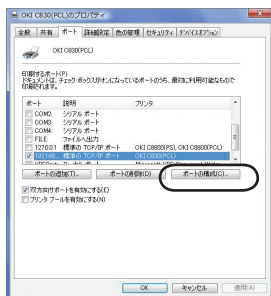 OKI C830(PCL)のプロパティ
全般 共有 ポート 詳細設定 色の管理 セキュリティ デバイスオプション
OKI C830(PCL)
印刷するポート(P)
ドキュメントは、チェック ボックスがオンになっているポートのうち、最初に利用可能なもので
印刷されます。
ポート 説明 プリンタ
COM2: シリアル ポート
COM3: シリアル ポート
COM4: シリアル ポート
FILE: ファイルへ出力
127.0.0.1 標準の TCP/IP ポート OKI C8800(PS), OKI C8800(PCL)
192.168. 標準の TCP/IP ポート OKI C830(PCL)
ポートの追加(T)... ポートの削除(D) ポートの構成(C)...
双方向サポートを有効にする(E)
プリンタ プールを有効にする(N)
OK キャンセル 適用(A)